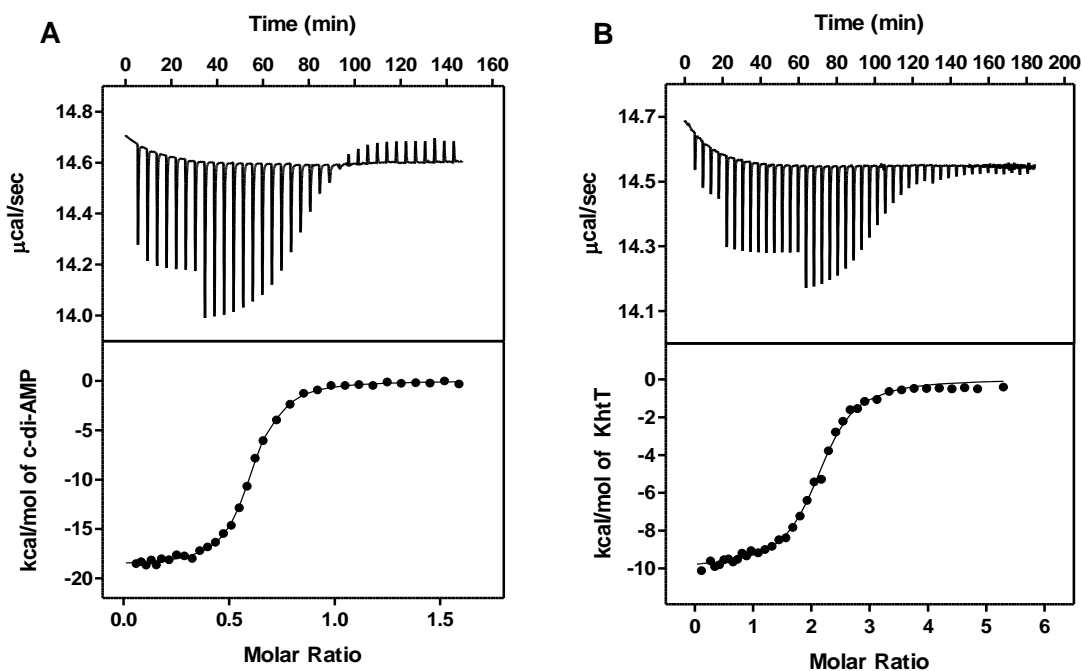 A
Time (min)
0 20 40 60 80 100 120 140 160
14.8
14.6
14.4
14.2
14.0
µcal/sec
0
-5
-10
-15
-20
kcal/mol of c-di-AMP
0.0 0.5 1.0 1.5
Molar Ratio
B
Time (min)
0 20 40 60 80 100 120 140 160 180 200
14.7
14.5
14.3
14.1
µcal/sec
0
-2
-4
-6
-8
-10
kcal/mol of KhtT
0 1 2 3 4 5 6
Molar Ratio